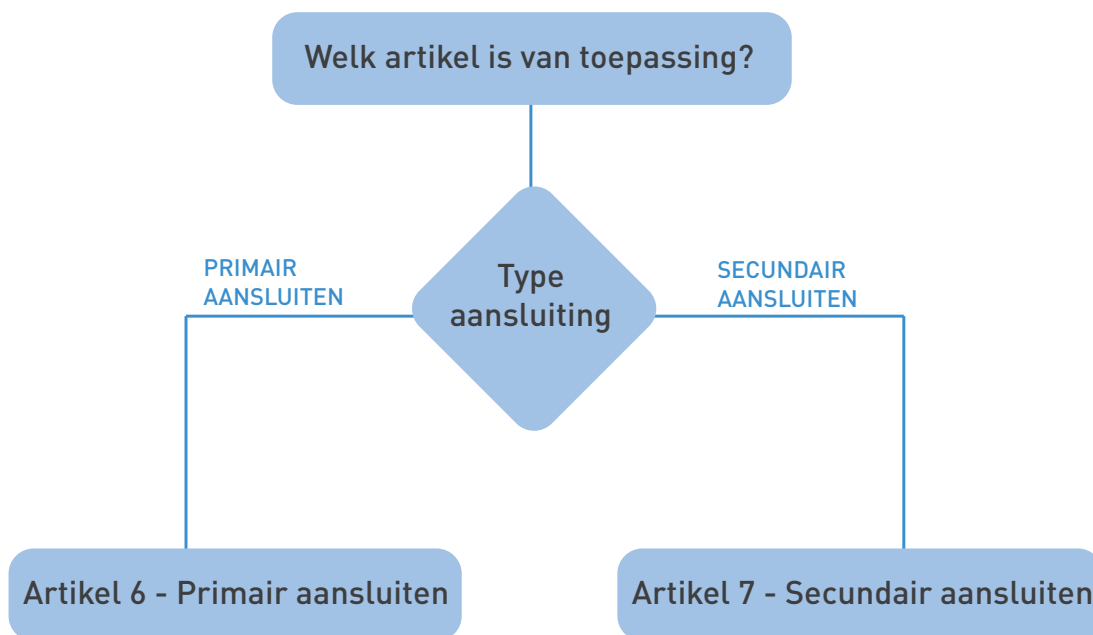 Welk artikel is van toepassing?
PRIMAIR
AANSLUITEN
Type
aansluiting
SECUNDAIR
AANSLUITEN
Artikel 6 - Primair aansluiten
Artikel 7 - Secundair aansluiten